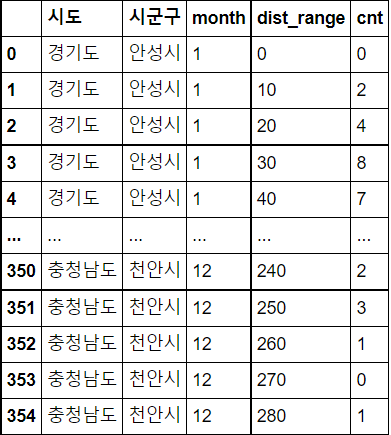 시도 시군구 month dist_range cnt
0 경기도 안성시 1 0 0
1 경기도 안성시 1 10 2
2 경기도 안성시 1 20 4
3 경기도 안성시 1 30 8
4 경기도 안성시 1 40 7
... ... ... ... ... ...
350 충청남도 천안시 12 240 2
351 충청남도 천안시 12 250 3
352 충청남도 천안시 12 260 1
353 충청남도 천안시 12 270 0
354 충청남도 천안시 12 280 1